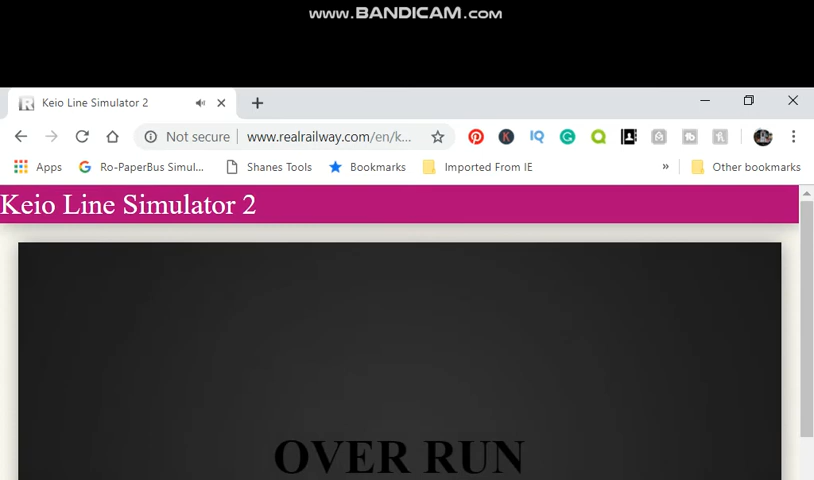 www.BANDICAM.com
Keio Line Simulator 2
Not secure www.realrailway.com/en/k...
Apps Ro-PaperBus Simul... Shanes Tools Bookmarks Imported From IE » Other bookmarks
Keio Line Simulator 2
OVER RUN